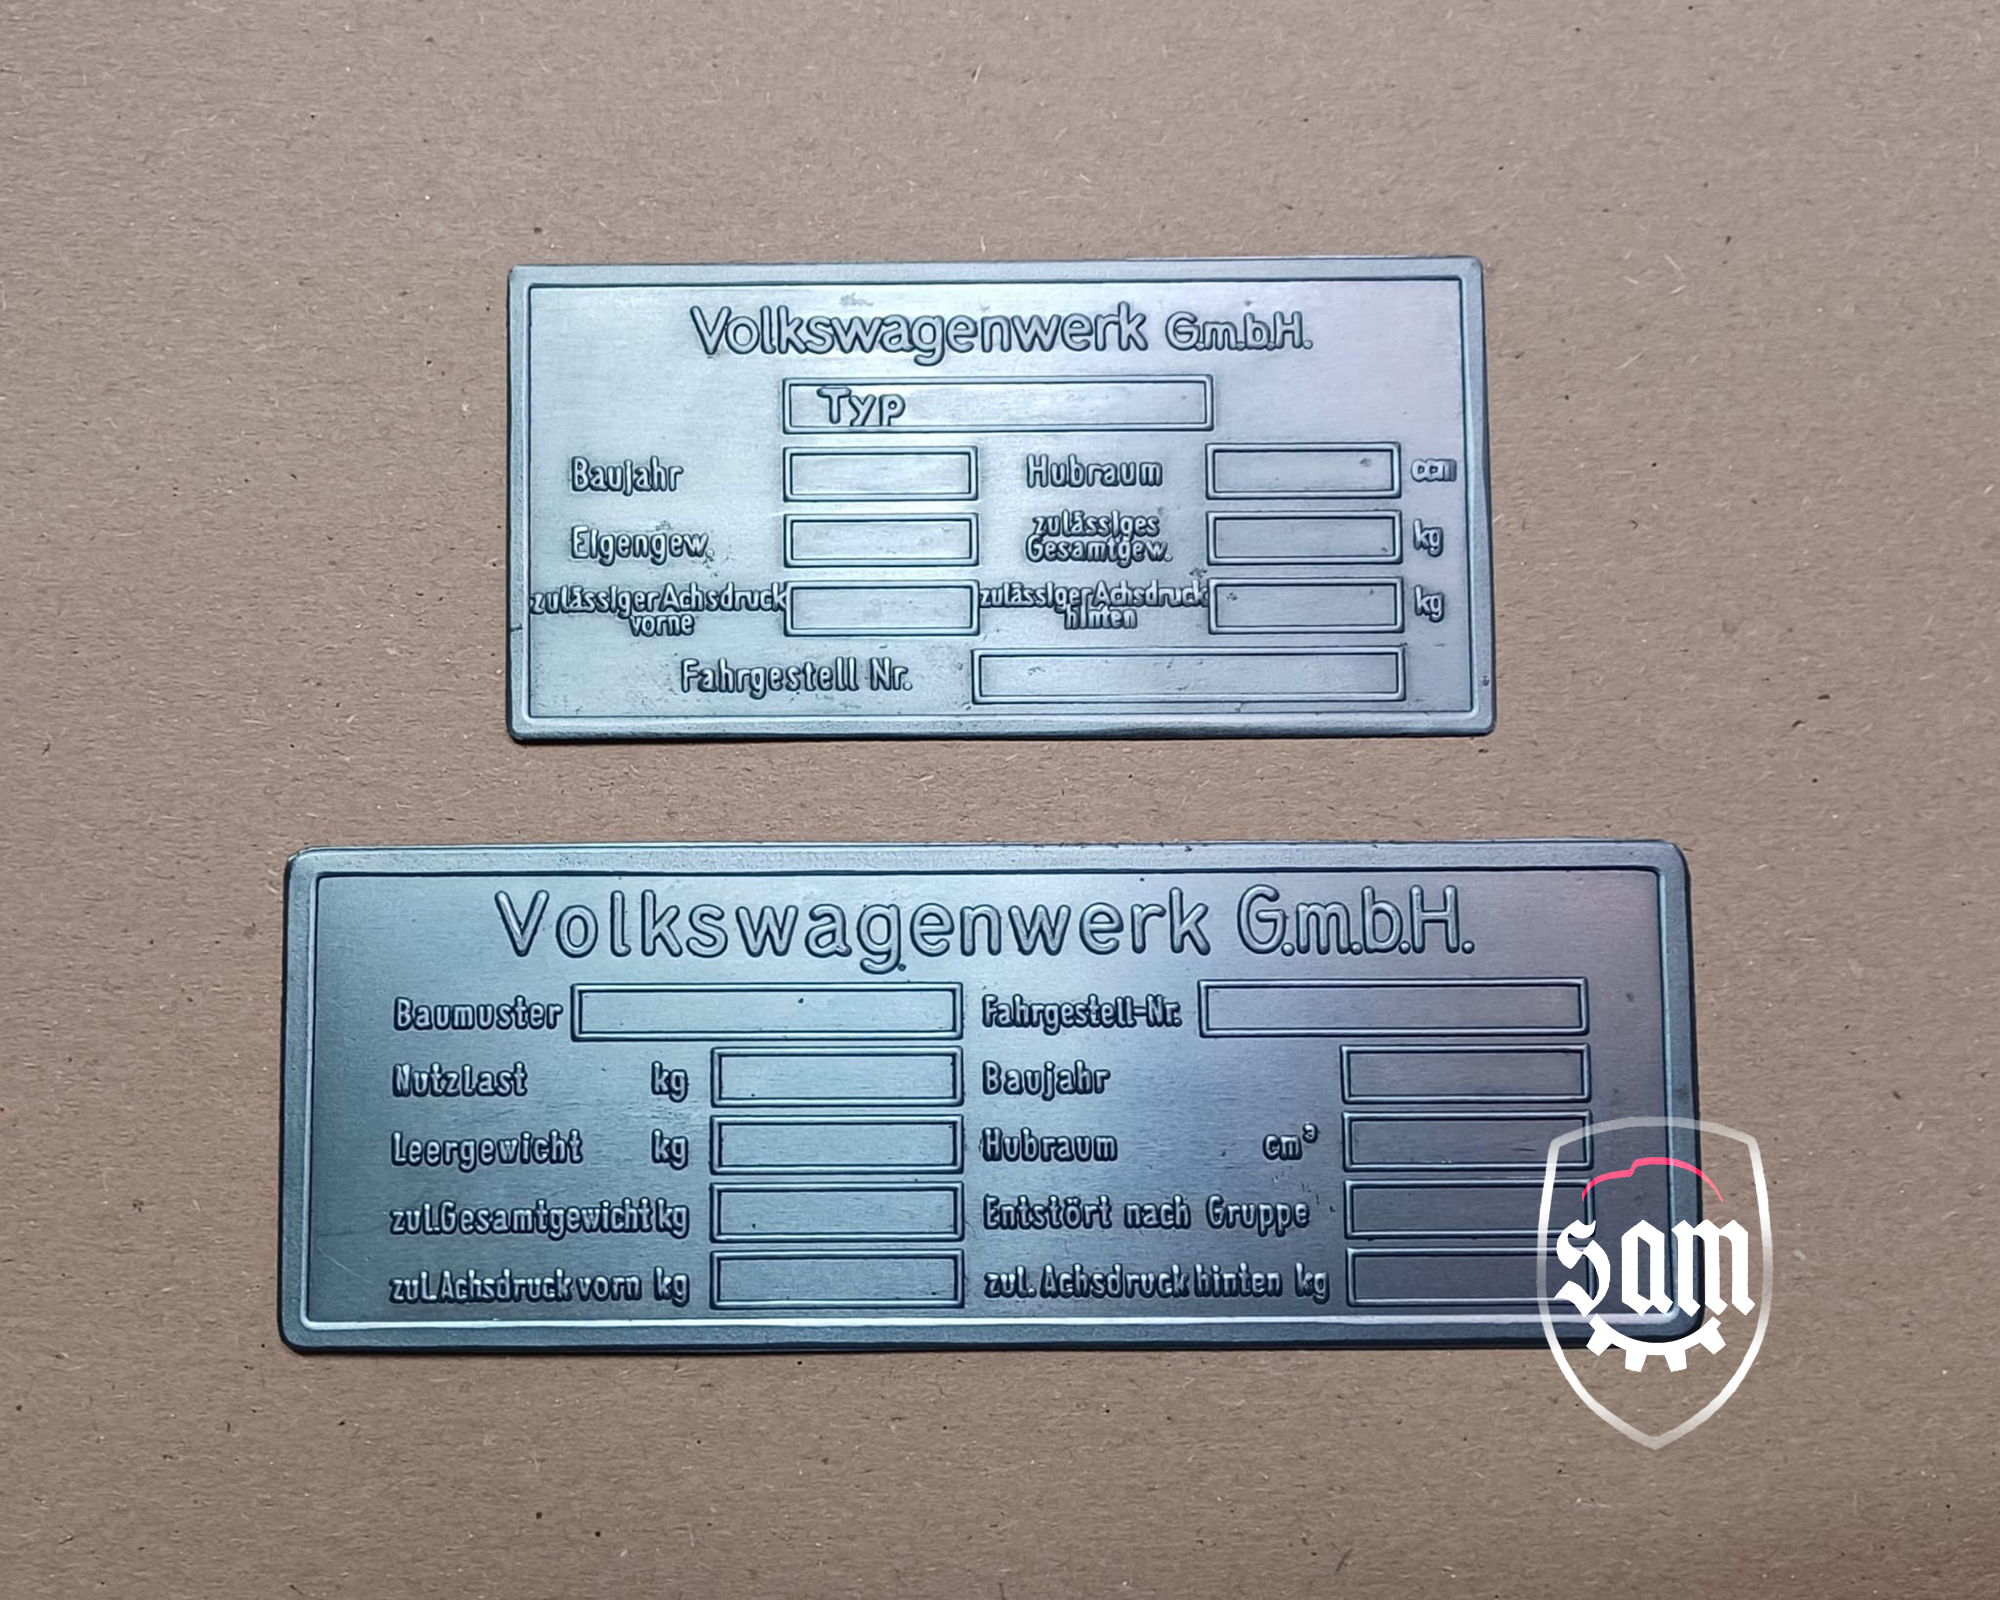 Volkswagenwerk G.m.b.H.
Typ
Baujahr Hubraum ccm
Eigengew. zulässiges Gesamtgew. kg
zulässiger Achsdruck vorne zulässiger Achsdruck hinten kg
Fahrgestell Nr.
Volkswagenwerk G.m.b.H.
Baumuster Fahrgestell-Nr.
Nutzlast kg Baujahr
Leergewicht kg Hubraum cm³
zul.Gesamtgewicht kg Entstört nach Gruppe
zul.Achsdruck vorn kg zul.Achsdruck hinten kg
sam